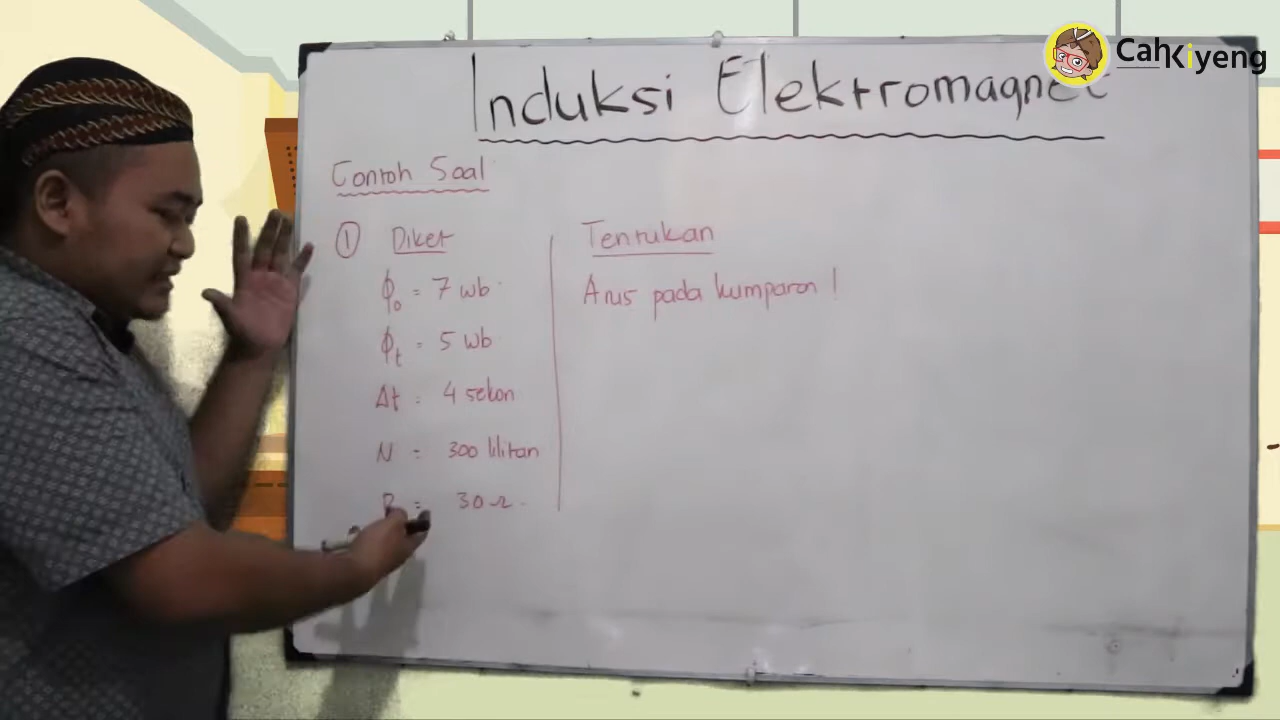 CahKiyeng
Induksi Elektromagnet
Contoh Soal
① Diket
ϕ₀ = 7 wb
ϕt = 5 wb
Δt = 4 sekon
N = 300 lilitan
R = 30 Ω
Tentukan
Arus pada kumparan !